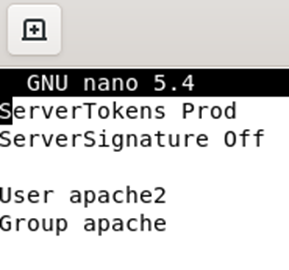 GNU nano 5.4
ServerTokens Prod
ServerSignature Off
User apache2
Group apache